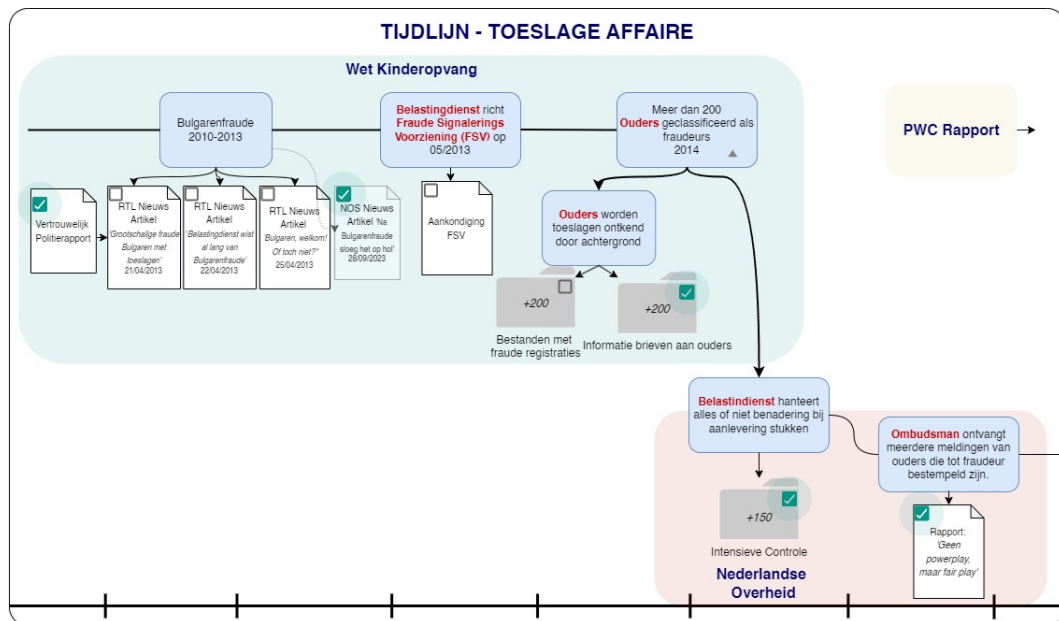 TIJDLIJN - TOESLAGE AFFAIRE
Wet Kinderopvang
Bulgarenfraude
2010-2013
Belastingdienst richt
Fraude Signalerings
Voorziening (FSV) op
05/2013
Meer dan 200
Ouders geclassificeerd als
fraudeurs
2014
PWC Rapport
Vertrouwelijk
Politierapport
RTL Nieuws
Artikel
'Grootschalige fraude
Bulgaren met
toeslagen'
21/04/2013
RTL Nieuws
Artikel
'Belastingdienst wist
al lang van
Bulgarenfraude'
22/04/2013
RTL Nieuws
Artikel
'Bulgaren, welkom!
Of toch niet?"
25/04/2013
NOS Nieuws
Artikel 'Na
Bulgarenfraude
sloeg het op hol'
28/09/2023
Aankondiging
FSV
Ouders worden
toeslagen ontkend
door achtergrond
+200
Bestanden met
fraude registraties
+200
Informatie brieven aan ouders
Belastindienst hanteert
alles of niet benadering bij
aanlevering stukken
Ombudsman ontvangt
meerdere meldingen van
ouders die tot fraudeur
bestempeld zijn.
+150
Intensieve Controle
Rapport:
'Geen
powerplay,
maar fair play'
Nederlandse
Overheid